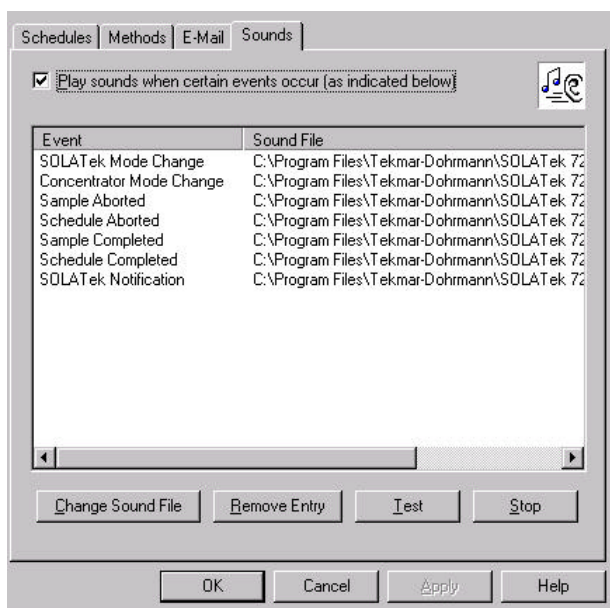 Schedules Methods E-Mail Sounds
Play sounds when certain events occur (as indicated below)
Event Sound File
SOLATek Mode Change C:\Program Files\Tekmar-Dohrmann\SOLATek 72
Concentrator Mode Change C:\Program Files\Tekmar-Dohrmann\SOLATek 72
Sample Aborted C:\Program Files\Tekmar-Dohrmann\SOLATek 72
Schedule Aborted C:\Program Files\Tekmar-Dohrmann\SOLATek 72
Sample Completed C:\Program Files\Tekmar-Dohrmann\SOLATek 72
Schedule Completed C:\Program Files\Tekmar-Dohrmann\SOLATek 72
SOLATek Notification C:\Program Files\Tekmar-Dohrmann\SOLATek 72
Change Sound File Remove Entry Test Stop
OK Cancel Apply Help